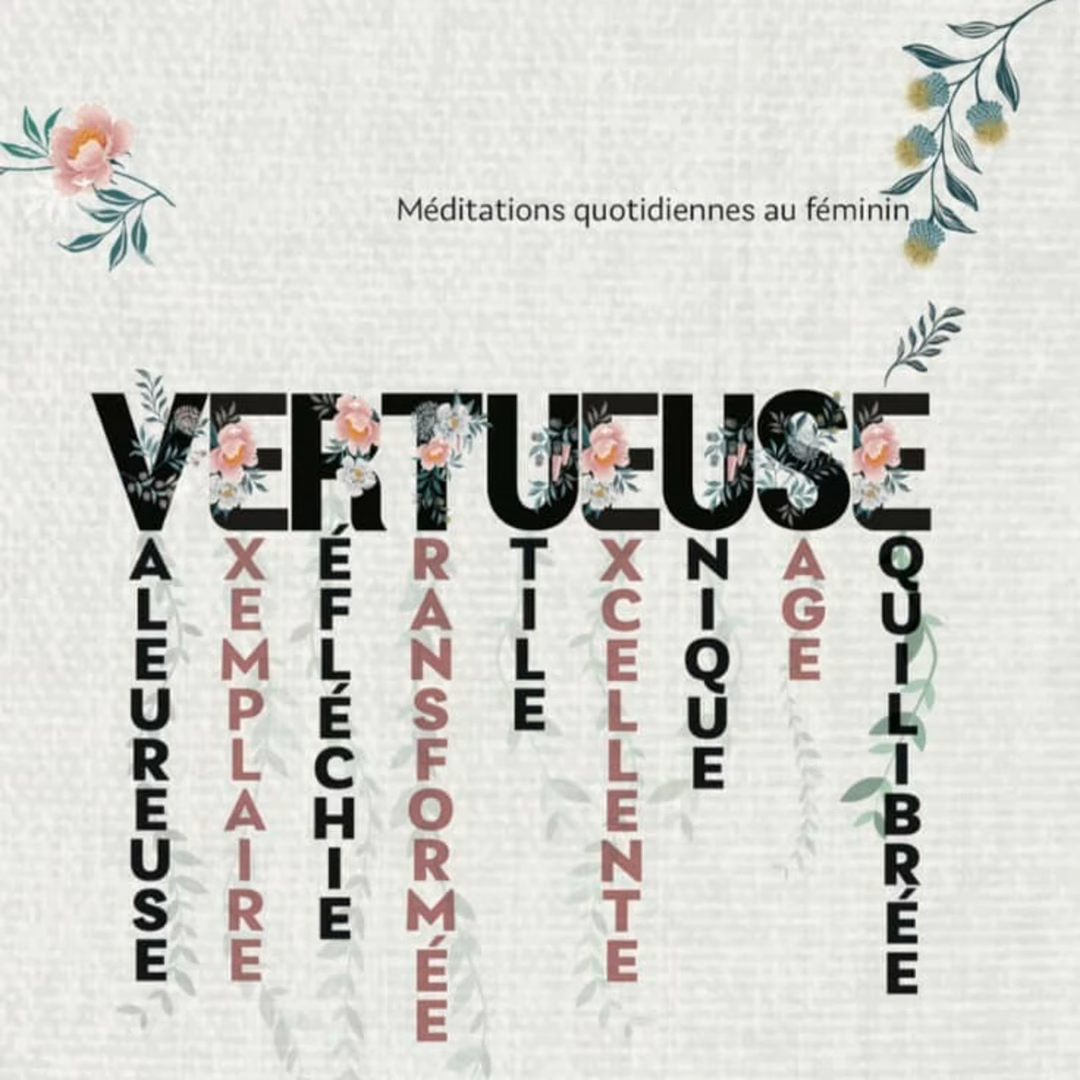 Méditations quotidiennes au féminin
VERTUEUSE
ALEUREUSE
XEMPLAIRE
ÉFLÉCHIE
RANSFORMÉE
TILE
XCELLENTE
NIQUE
AGE
QUILIBRÉE